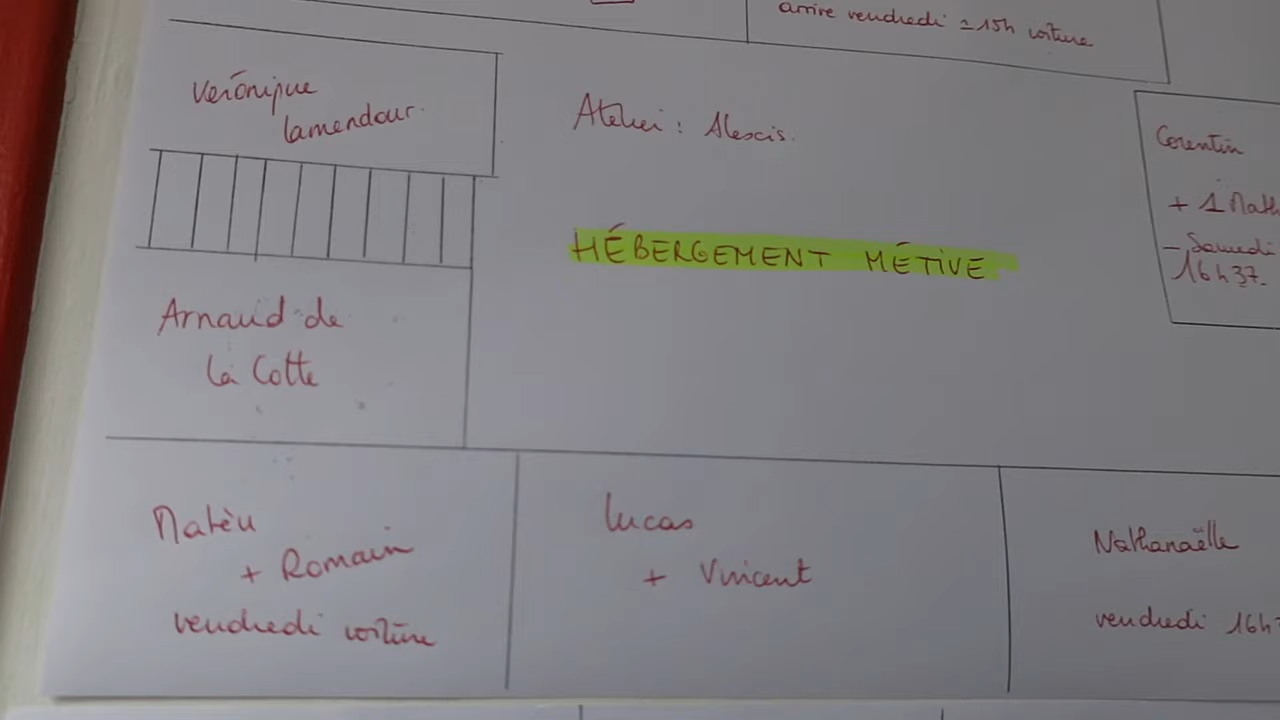 arrive vendredi ± 15h voiture
Véronique
Lamendour.
Atelier : Alexis.
Corentin
+ 1
- Samedi
16h37.
HÉBERGEMENT MÉTIVE
Arnaud de
la Cotte
Matèu
+ Romain
vendredi voiture
Lucas
+ Vincent
Nathanaëlle
vendredi